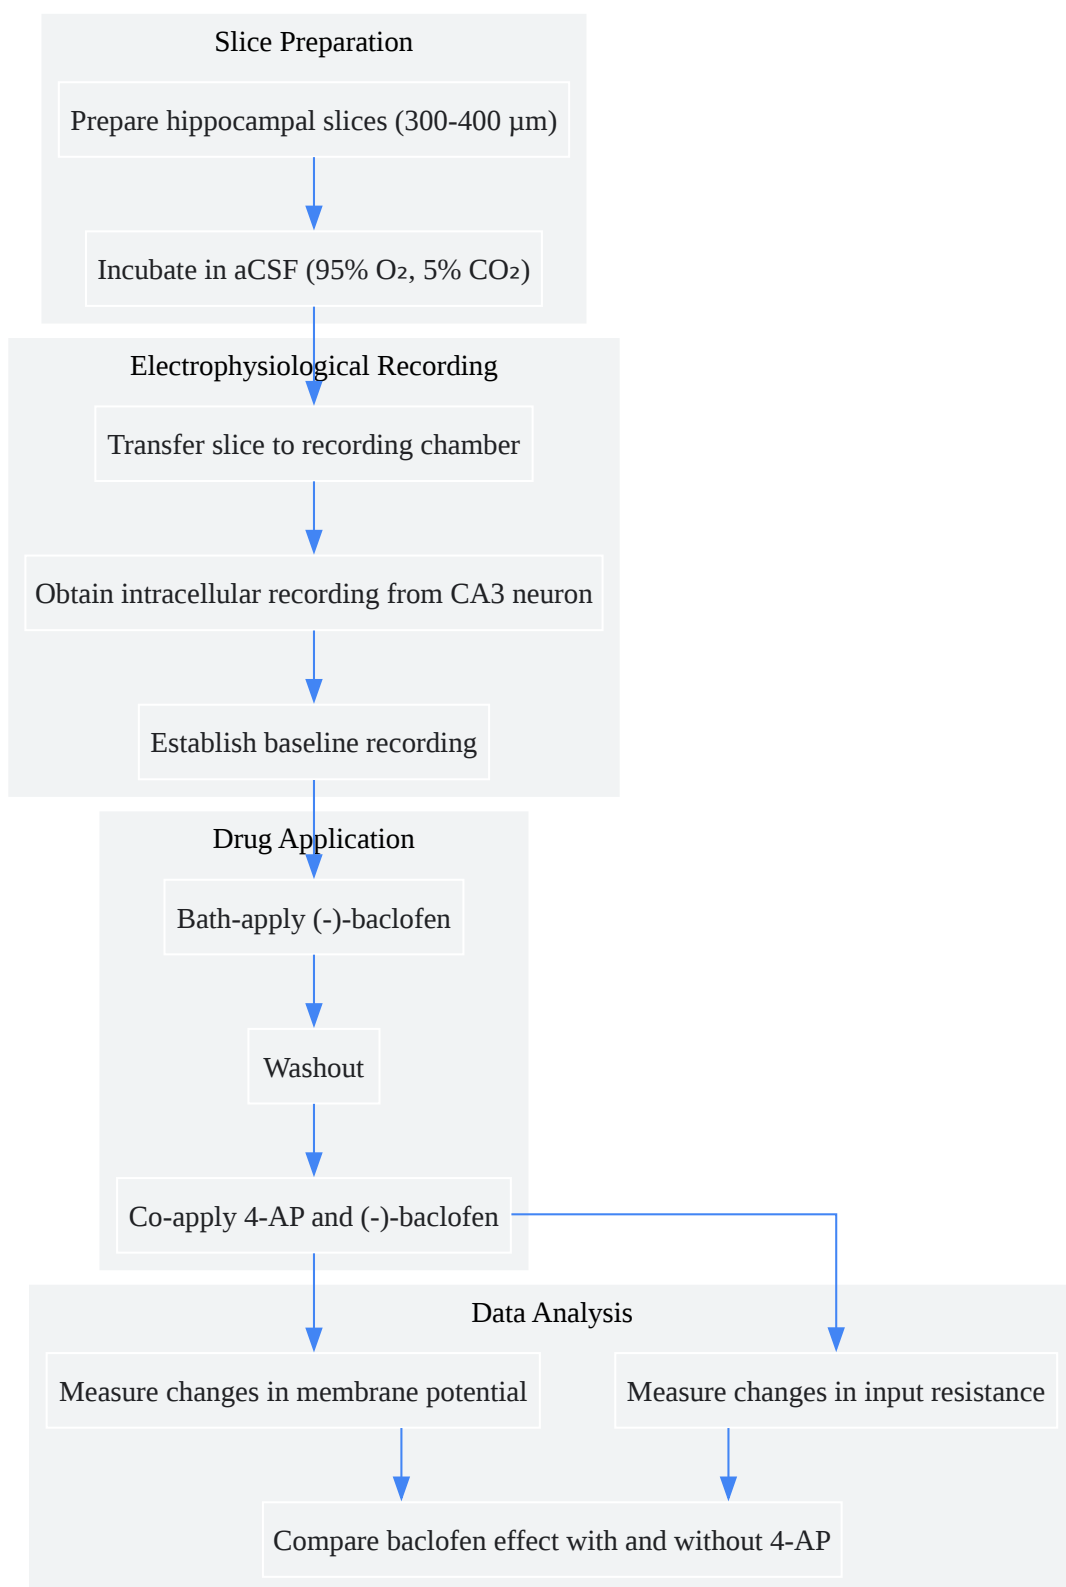 Slice Preparation
Prepare hippocampal slices (300-400 µm)
Incubate in aCSF (95% O₂, 5% CO₂)
Electrophysiological Recording
Transfer slice to recording chamber
Obtain intracellular recording from CA3 neuron
Establish baseline recording
Drug Application
Bath-apply (-)-baclofen
Washout
Co-apply 4-AP and (-)-baclofen
Data Analysis
Measure changes in membrane potential
Measure changes in input resistance
Compare baclofen effect with and without 4-AP